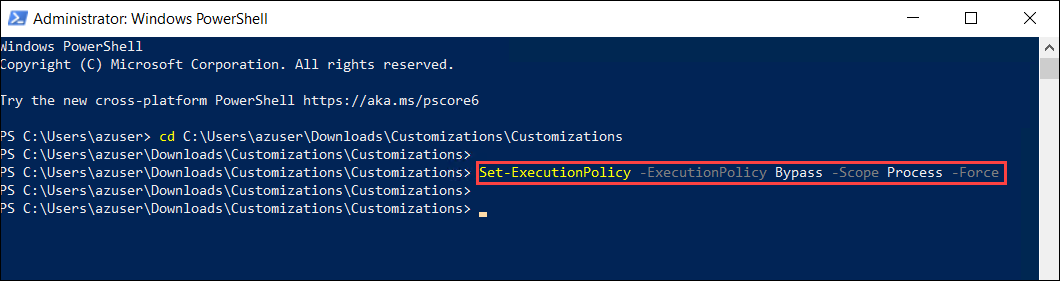 Administrator: Windows PowerShell
Windows PowerShell
Copyright (C) Microsoft Corporation. All rights reserved.
Try the new cross-platform PowerShell https://aka.ms/pscore6
PS C:\Users\azuser> cd C:\Users\azuser\Downloads\Customizations\Customizations
PS C:\Users\azuser\Downloads\Customizations\Customizations>
PS C:\Users\azuser\Downloads\Customizations\Customizations> Set-ExecutionPolicy -ExecutionPolicy Bypass -Scope Process -Force
PS C:\Users\azuser\Downloads\Customizations\Customizations>
PS C:\Users\azuser\Downloads\Customizations\Customizations>